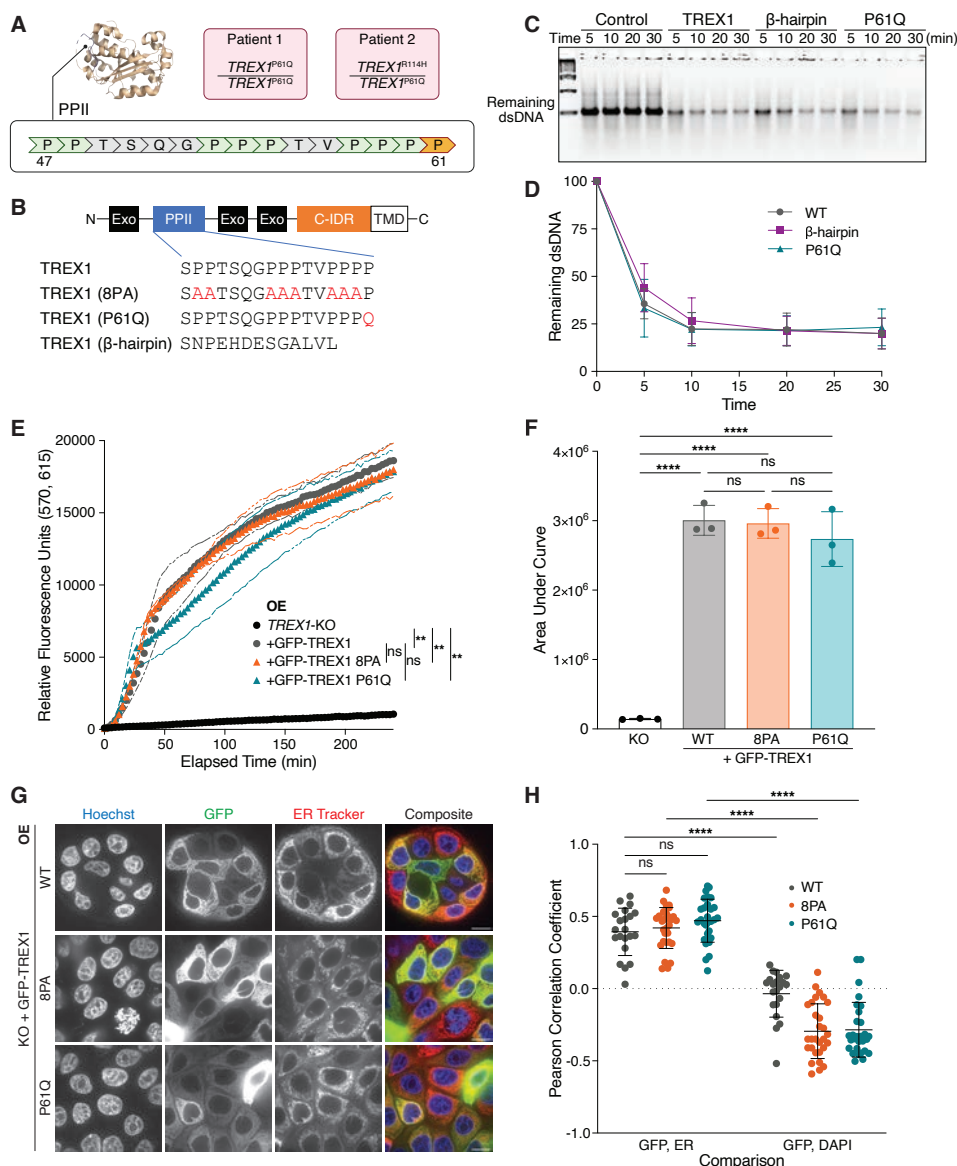 A
Patient 1
TREX1P61Q
TREX1P61Q
Patient 2
TREX1R114H
TREX1P61Q
PPII
P P T S Q G P P P T V P P P P
47 61
B
N Exo PPII Exo Exo C-IDR TMD C
TREX1 SPPTSQGPPPTVPPPP
TREX1 (8PA) SAATSQGAAATVAAAP
TREX1 (P61Q) SPPTSQGPPPTVPPPQ
TREX1 (β-hairpin) SNPEHDESGALVL
C
Control TREX1 β-hairpin P61Q
Time 5 10 20 30 5 10 20 30 5 10 20 30 5 10 20 30 (min)
Remaining
dsDNA
D
Remaining dsDNA
100
75
50
25
0
0 5 10 15 20 25 30
Time
WT
β-hairpin
P61Q
E
Relative Fluorescence Units (570, 615)
20000
15000
10000
5000
0
0 50 100 150 200
Elapsed Time (min)
OE
TREX1-KO
+GFP-TREX1
+GFP-TREX1 8PA
+GFP-TREX1 P61Q
ns ** ns ** **
F
Area Under Curve
4×10⁶
3×10⁶
2×10⁶
1×10⁶
0
****
****
ns
****
ns ns
KO WT 8PA P61Q
+ GFP-TREX1
G
Hoechst GFP ER Tracker Composite
OE
KO + GFP-TREX1
WT
8PA
P61Q
H
Pearson Correlation Coefficient
1.0
0.5
0.0
-0.5
-1.0
****
****
****
ns
ns
WT
8PA
P61Q
GFP, ER GFP, DAPI
Comparison